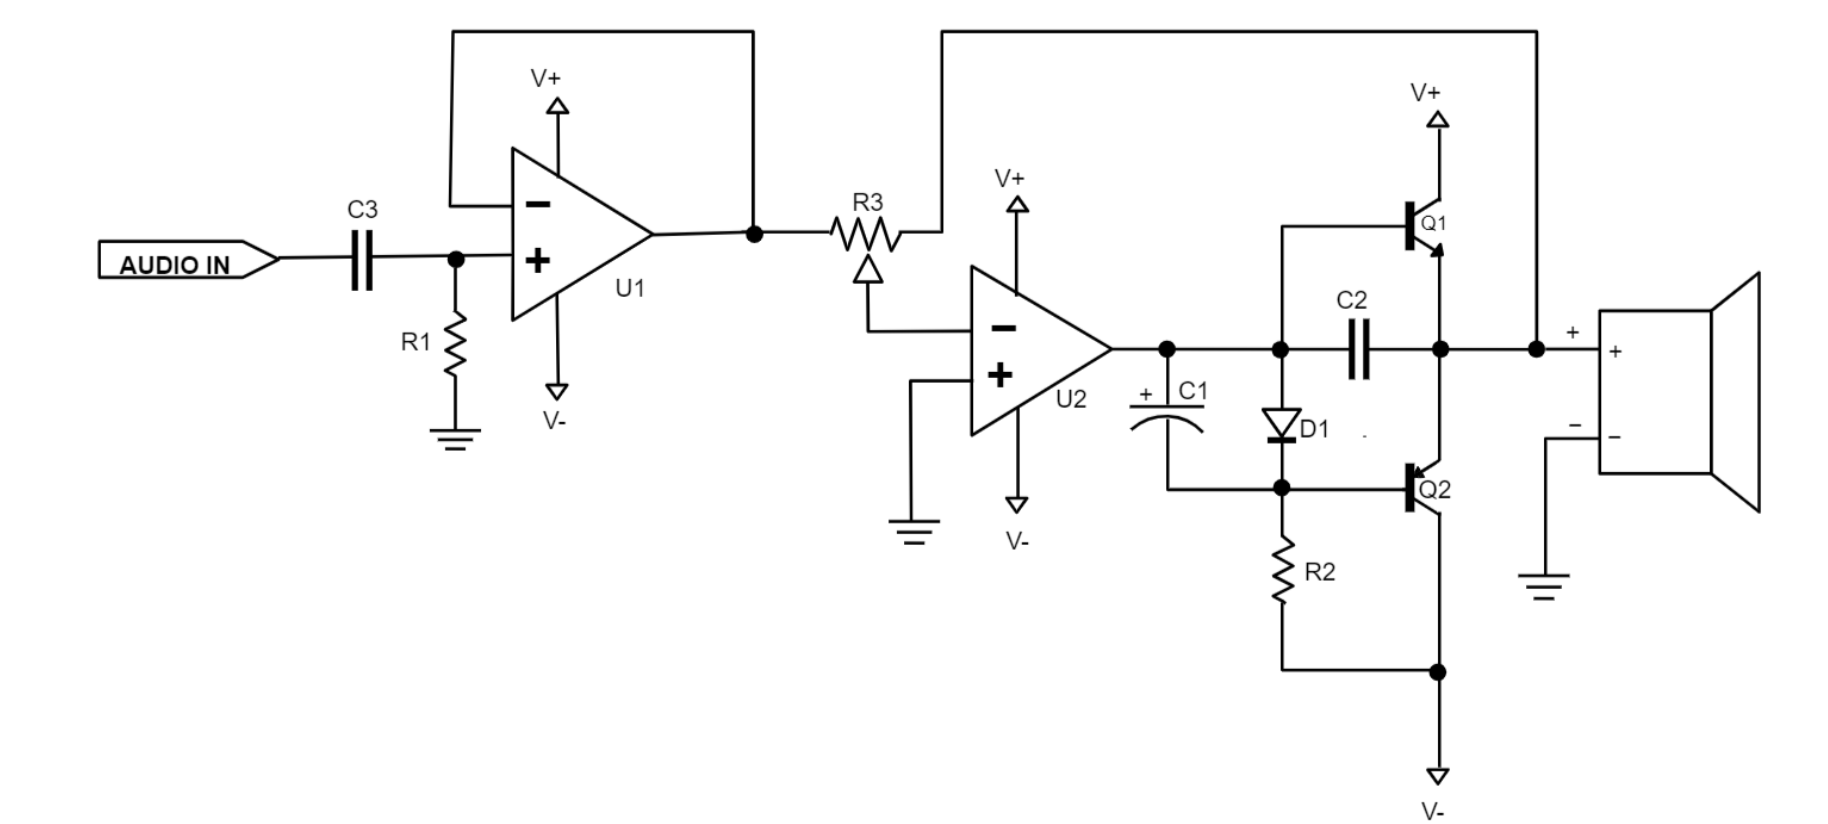 V+
V+
C3
R3
V+
Q1
AUDIO IN
−
+
U1
C2
R1
−
+
+
+
U2
+
C1
V-
D1
−
−
Q2
V-
R2
V-